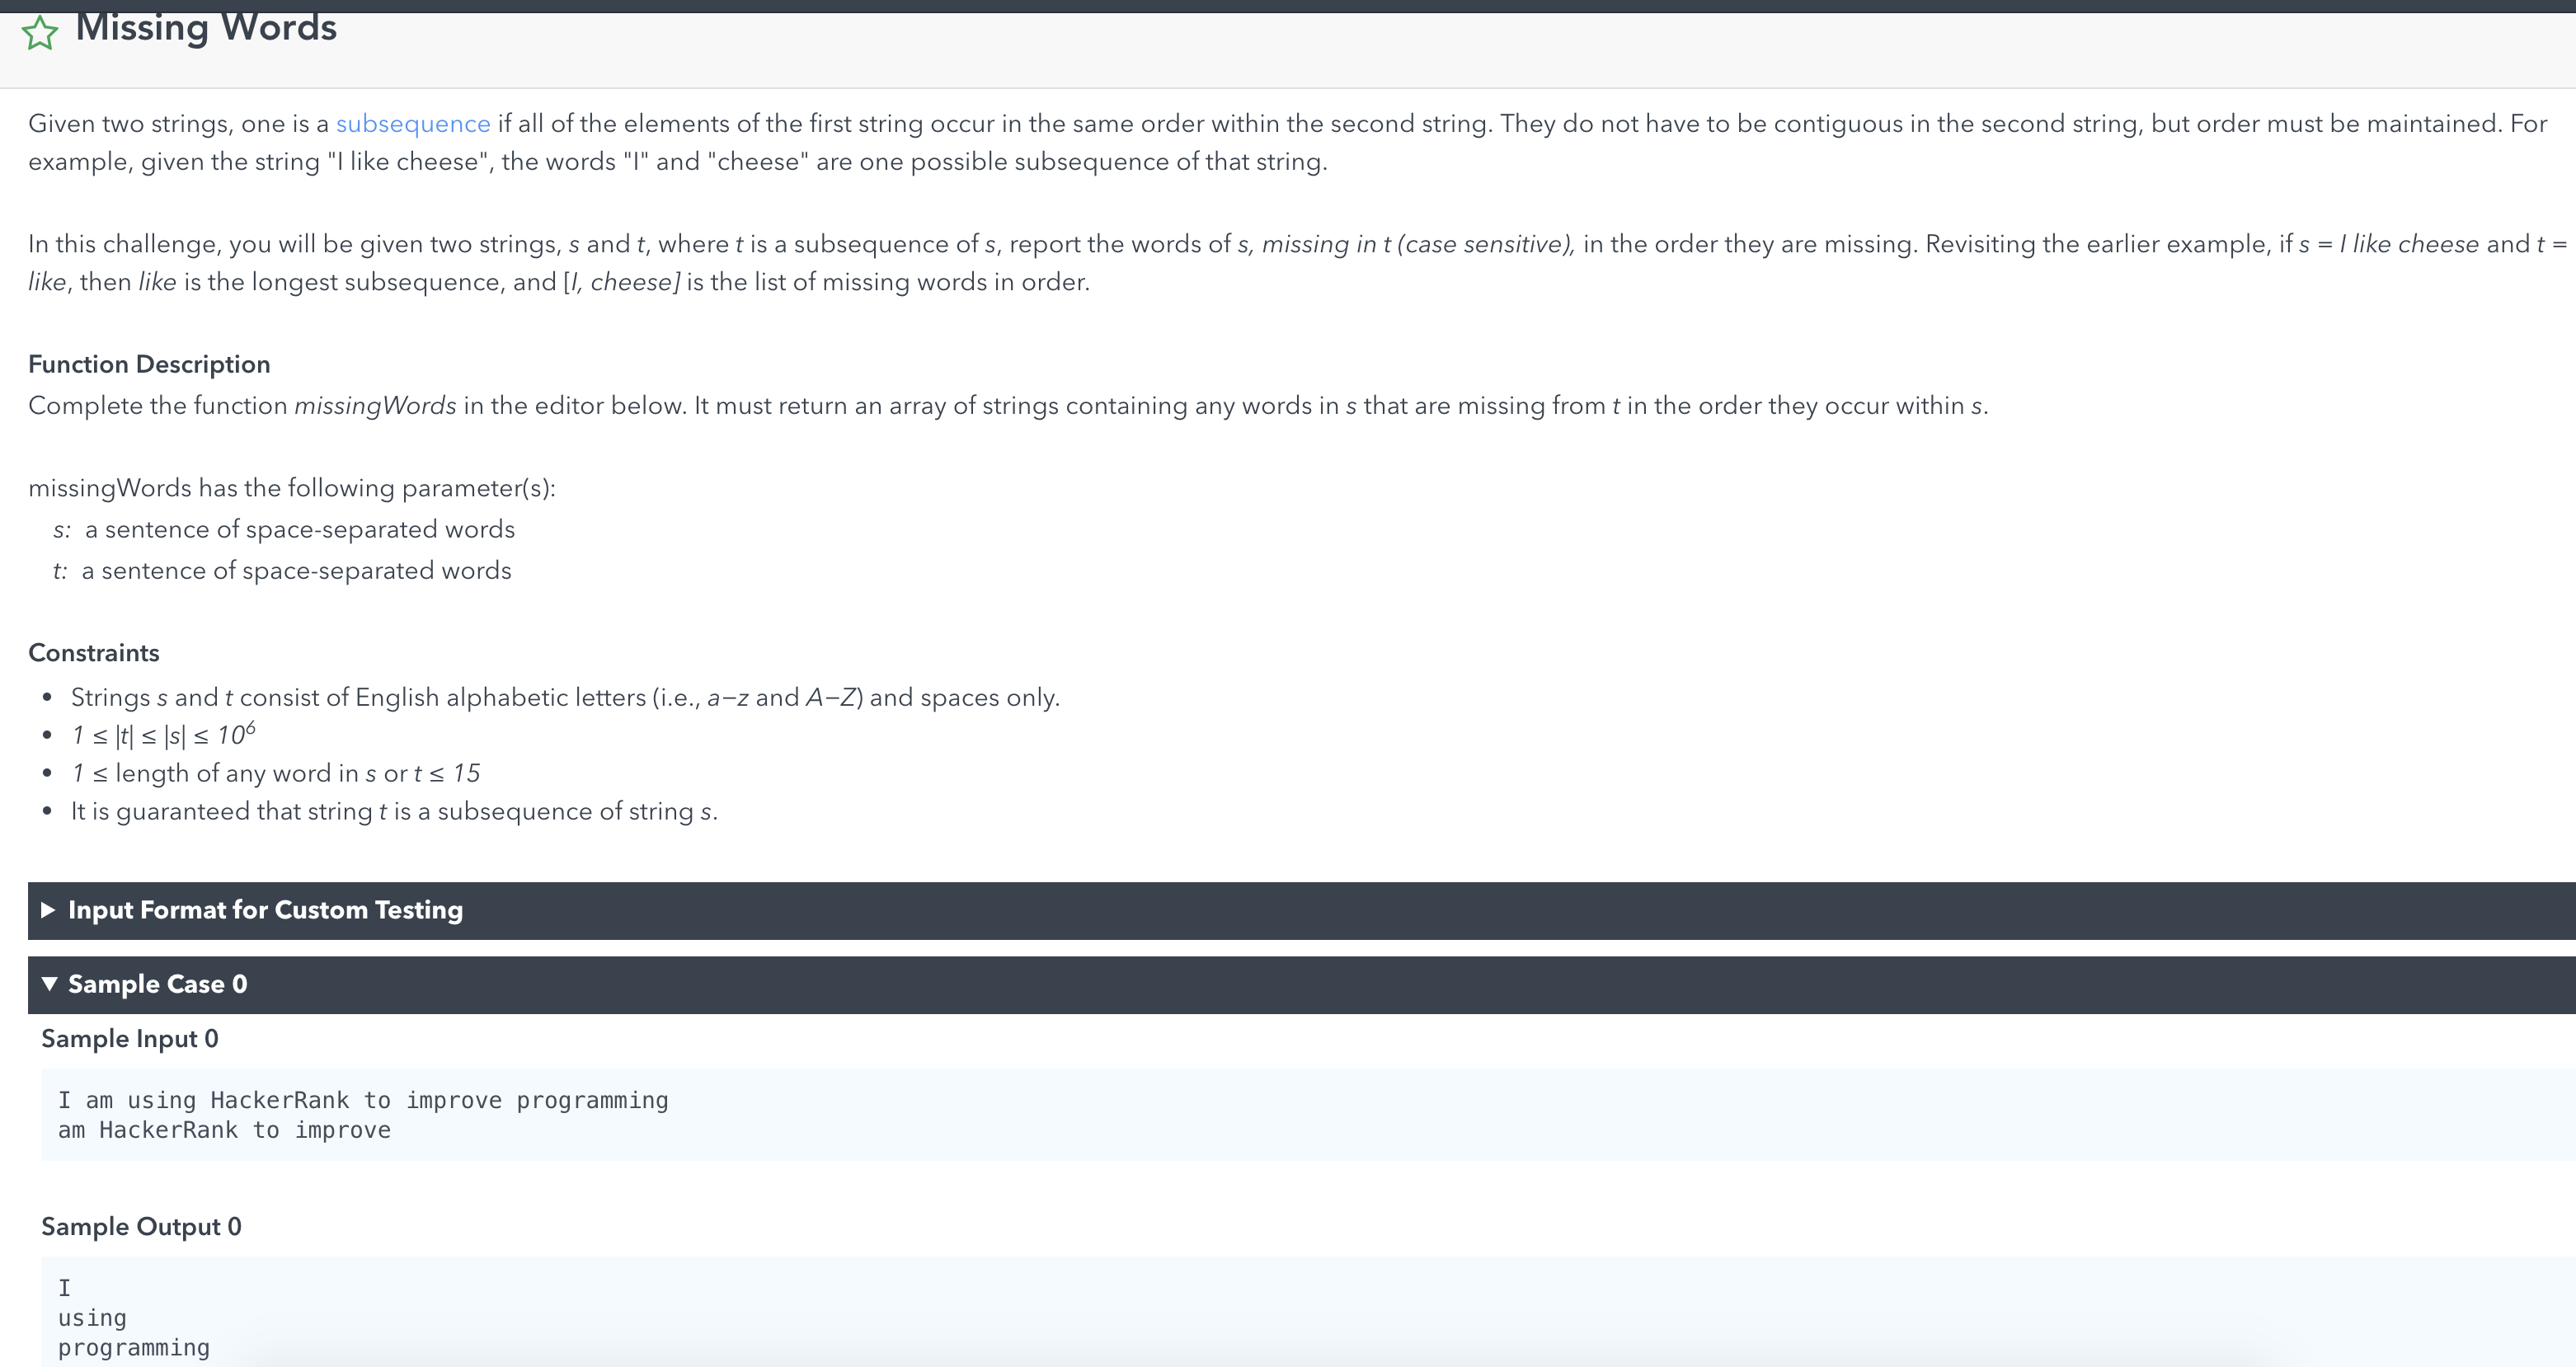 Missing Words
Given two strings, one is a subsequence if all of the elements of the first string occur in the same order within the second string. They do not have to be contiguous in the second string, but order must be maintained. For
example, given the string "I like cheese", the words "I" and "cheese" are one possible subsequence of that string.
In this challenge, you will be given two strings, s and t, where t is a subsequence of s, report the words of s, missing in t (case sensitive), in the order they are missing. Revisiting the earlier example, if s = I like cheese and t =
like, then like is the longest subsequence, and [I, cheese] is the list of missing words in order.
Function Description
Complete the function missingWords in the editor below. It must return an array of strings containing any words in s that are missing from t in the order they occur within s.
missingWords has the following parameter(s):
s: a sentence of space-separated words
t: a sentence of space-separated words
Constraints
• Strings s and t consist of English alphabetic letters (i.e., a−z and A−Z) and spaces only.
• 1 ≤ |t| ≤ |s| ≤ 10⁶
• 1 ≤ length of any word in s or t ≤ 15
• It is guaranteed that string t is a subsequence of string s.
▶ Input Format for Custom Testing
▼ Sample Case 0
Sample Input 0
I am using HackerRank to improve programming
am HackerRank to improve
Sample Output 0
I
using
programming